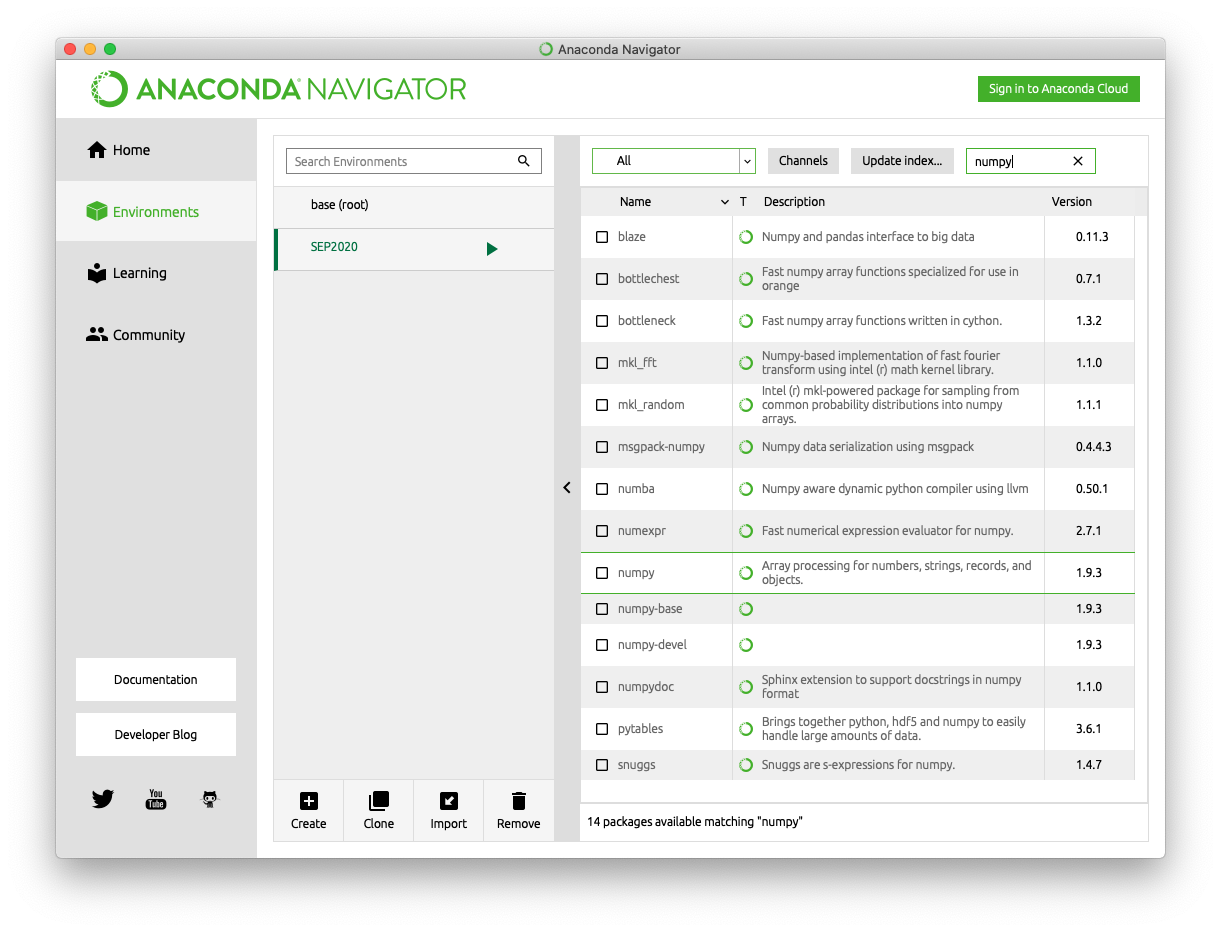 Anaconda Navigator
ANACONDA NAVIGATOR
Sign in to Anaconda Cloud
Home
Environments
Learning
Community
Documentation
Developer Blog
You
Tube
Search Environments
base (root)
SEP2020
Create
Clone
Import
Remove
All
Channels
Update index...
numpy
Name
T
Description
Version
blaze
Numpy and pandas interface to big data
0.11.3
bottlechest
Fast numpy array functions specialized for use in
orange
0.7.1
bottleneck
Fast numpy array functions written in cython.
1.3.2
mkl_fft
Numpy-based implementation of fast fourier
transform using intel (r) math kernel library.
1.1.0
mkl_random
Intel (r) mkl-powered package for sampling from
common probability distributions into numpy
arrays.
1.1.1
msgpack-numpy
Numpy data serialization using msgpack
0.4.4.3
numba
Numpy aware dynamic python compiler using llvm
0.50.1
numexpr
Fast numerical expression evaluator for numpy.
2.7.1
numpy
Array processing for numbers, strings, records, and
objects.
1.9.3
numpy-base
1.9.3
numpy-devel
1.9.3
numpydoc
Sphinx extension to support docstrings in numpy
format
1.1.0
pytables
Brings together python, hdf5 and numpy to easily
handle large amounts of data.
3.6.1
snuggs
Snuggs are s-expressions for numpy.
1.4.7
14 packages available matching "numpy"